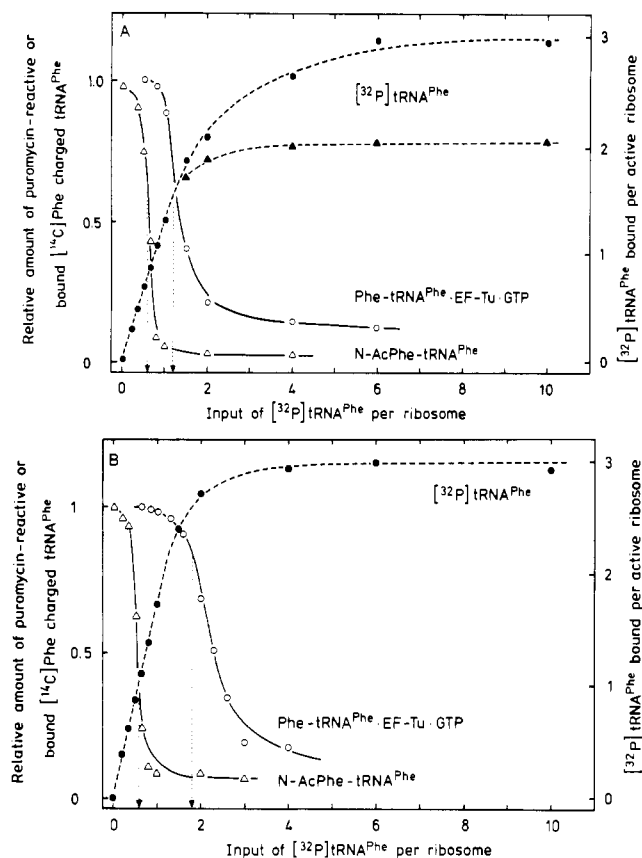 A
Relative amount of puromycin-reactive or
bound [¹⁴C]Phe charged tRNAᴾʰᵉ
1.0
0.5
0
3
2
1
0
[³²P]tRNAᴾʰᵉ bound per active ribosome
[³²P]tRNAᴾʰᵉ
Phe-tRNAᴾʰᵉ·EF-Tu·GTP
N-AcPhe-tRNAᴾʰᵉ
0 2 4 6 8 10
Input of [³²P]tRNAᴾʰᵉ per ribosome
B
Relative amount of puromycin-reactive or
bound [¹⁴C]Phe charged tRNAᴾʰᵉ
1
0.5
0
3
2
1
0
[³²P]tRNAᴾʰᵉ bound per active ribosome
[³²P]tRNAᴾʰᵉ
Phe-tRNAᴾʰᵉ·EF-Tu·GTP
N-AcPhe-tRNAᴾʰᵉ
0 2 4 6 8 10
Input of [³²P]tRNAᴾʰᵉ per ribosome